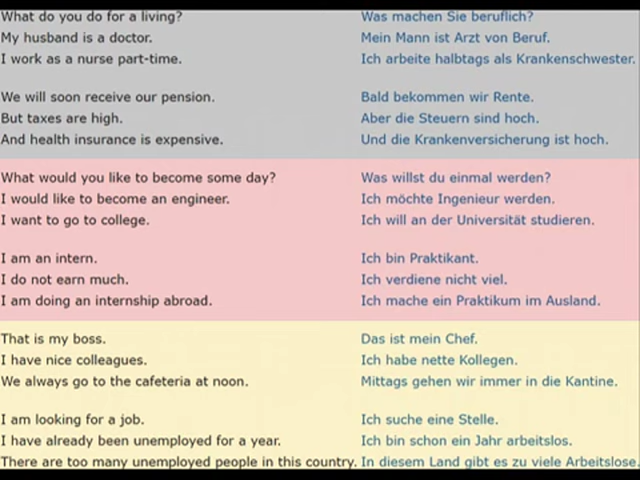 What do you do for a living? Was machen Sie beruflich?
My husband is a doctor. Mein Mann ist Arzt von Beruf.
I work as a nurse part-time. Ich arbeite halbtags als Krankenschwester.
We will soon receive our pension. Bald bekommen wir Rente.
But taxes are high. Aber die Steuern sind hoch.
And health insurance is expensive. Und die Krankenversicherung ist hoch.
What would you like to become some day? Was willst du einmal werden?
I would like to become an engineer. Ich möchte Ingenieur werden.
I want to go to college. Ich will an der Universität studieren.
I am an intern. Ich bin Praktikant.
I do not earn much. Ich verdiene nicht viel.
I am doing an internship abroad. Ich mache ein Praktikum im Ausland.
That is my boss. Das ist mein Chef.
I have nice colleagues. Ich habe nette Kollegen.
We always go to the cafeteria at noon. Mittags gehen wir immer in die Kantine.
I am looking for a job. Ich suche eine Stelle.
I have already been unemployed for a year. Ich bin schon ein Jahr arbeitslos.
There are too many unemployed people in this country. In diesem Land gibt es zu viele Arbeitslose.